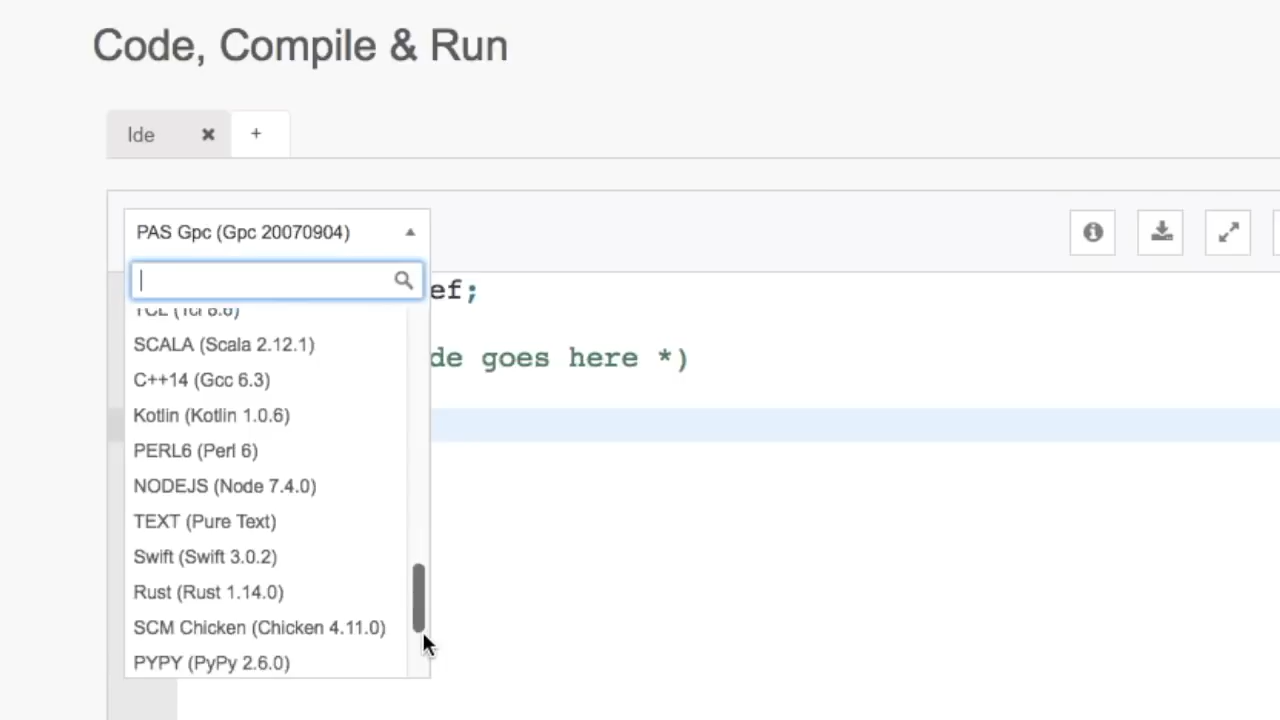 Code, Compile & Run
Ide
+
PAS Gpc (Gpc 20070904)
ef;
SCALA (Scala 2.12.1)
de goes here *)
C++14 (Gcc 6.3)
Kotlin (Kotlin 1.0.6)
PERL6 (Perl 6)
NODEJS (Node 7.4.0)
TEXT (Pure Text)
Swift (Swift 3.0.2)
Rust (Rust 1.14.0)
SCM Chicken (Chicken 4.11.0)
PYPY (PyPy 2.6.0)